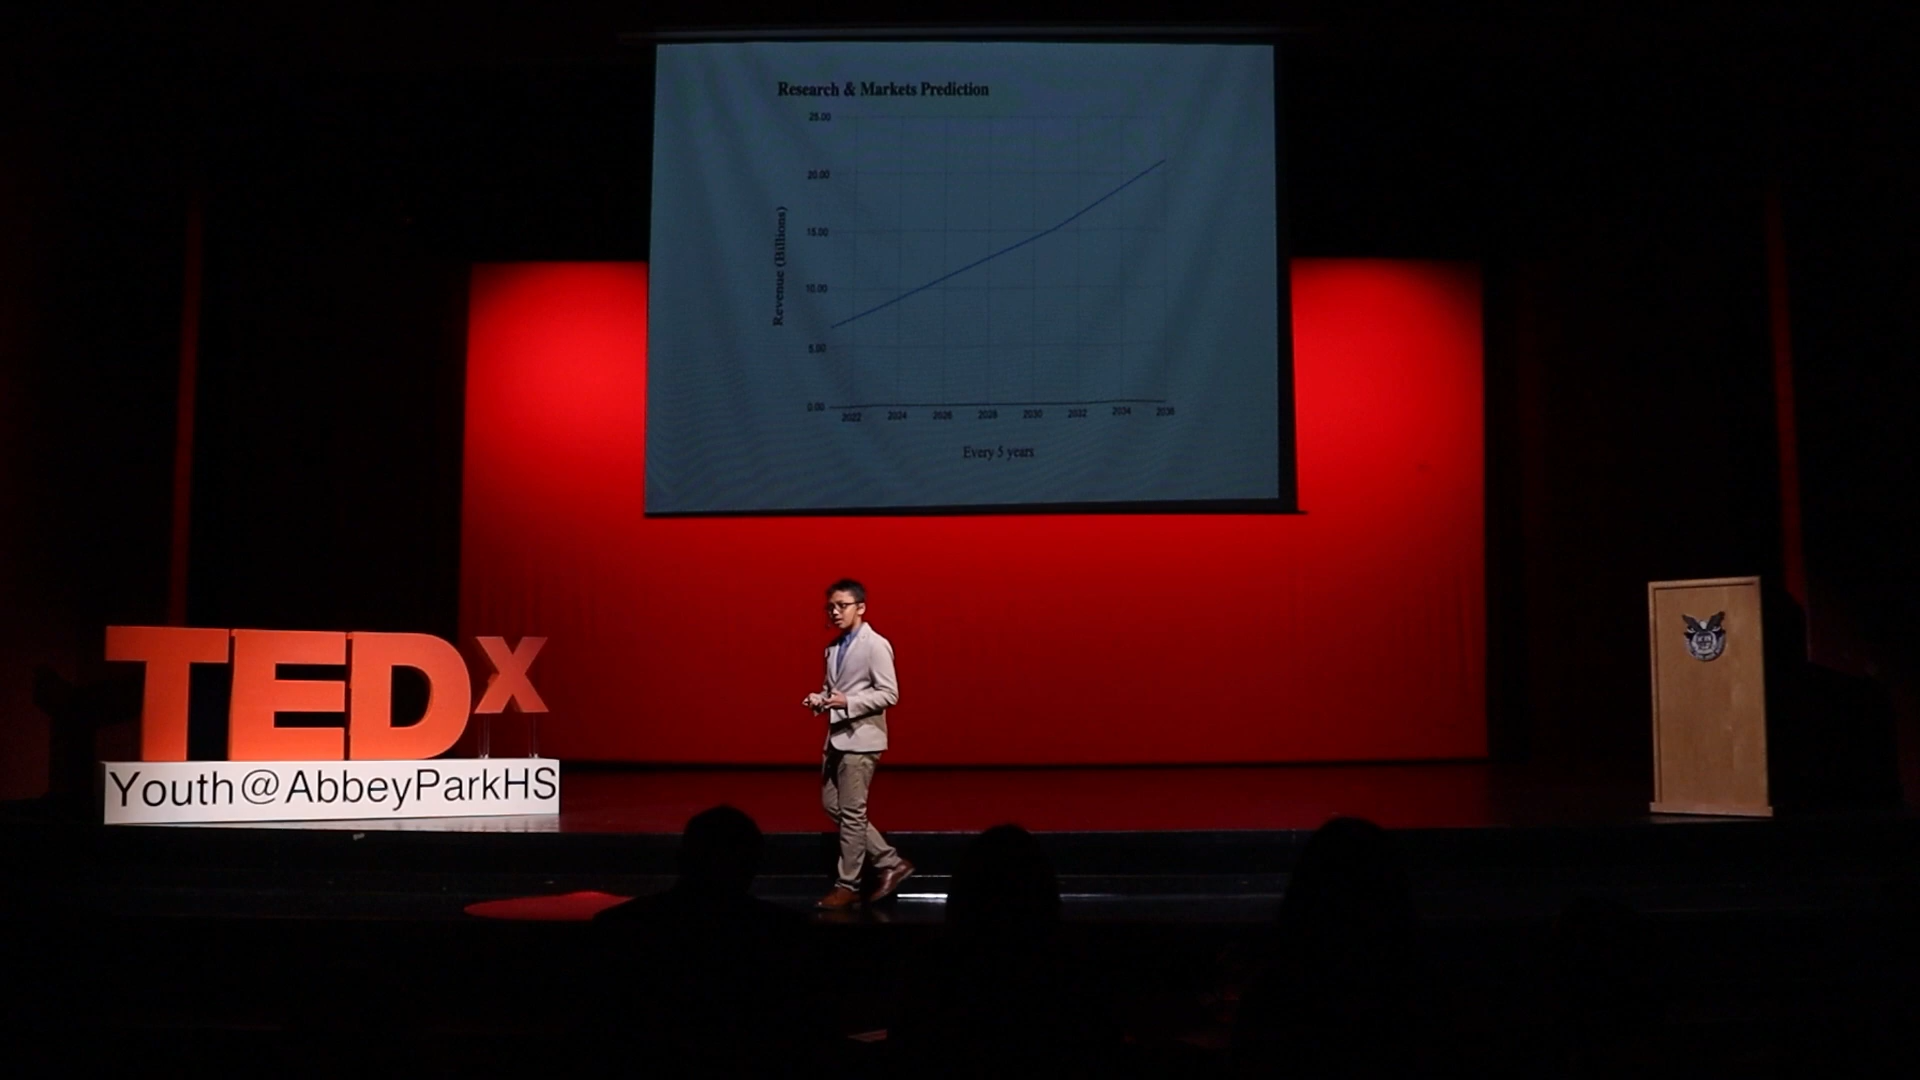 Research & Markets Prediction
25.00
20.00
15.00
10.00
5.00
0.00
Revenue (Billions)
2022 2024 2026 2028 2030 2032 2034 2036
Every 5 years
TEDx
Youth@AbbeyParkHS